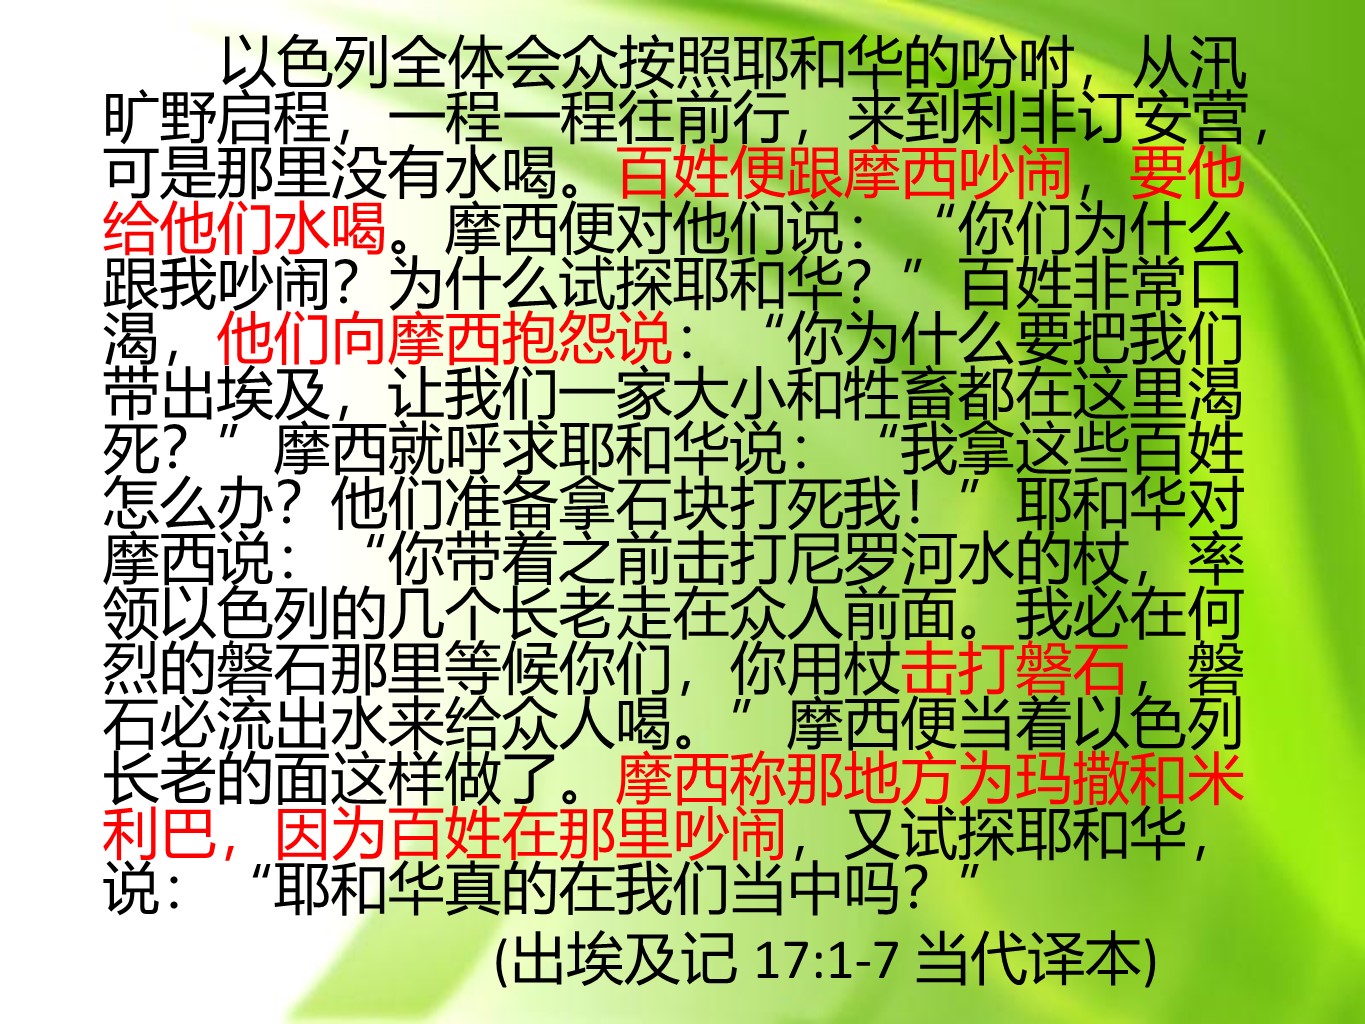 以色列全体会众按照耶和华的吩咐，从汛
旷野启程，一程一程往前行，来到利非订安营，
可是那里没有水喝。百姓便跟摩西吵闹，要他
给他们水喝。摩西便对他们说：“你们为什么
跟我吵闹？为什么试探耶和华？”百姓非常口
渴，他们向摩西抱怨说：“你为什么要把我们
带出埃及，让我们一家大小和牲畜都在这里渴
死？”摩西就呼求耶和华说：“我拿这些百姓
怎么办？他们准备拿石块打死我！”耶和华对
摩西说：“你带着之前击打尼罗河水的杖，率
领以色列的几个长老走在众人前面。我必在何
烈的磐石那里等候你们，你用杖击打磐石，磐
石必流出水来给众人喝。”摩西便当着以色列
长老的面这样做了。摩西称那地方为玛撒和米
利巴，因为百姓在那里吵闹，又试探耶和华，
说：“耶和华真的在我们当中吗？”
(出埃及记 17:1-7 当代译本)